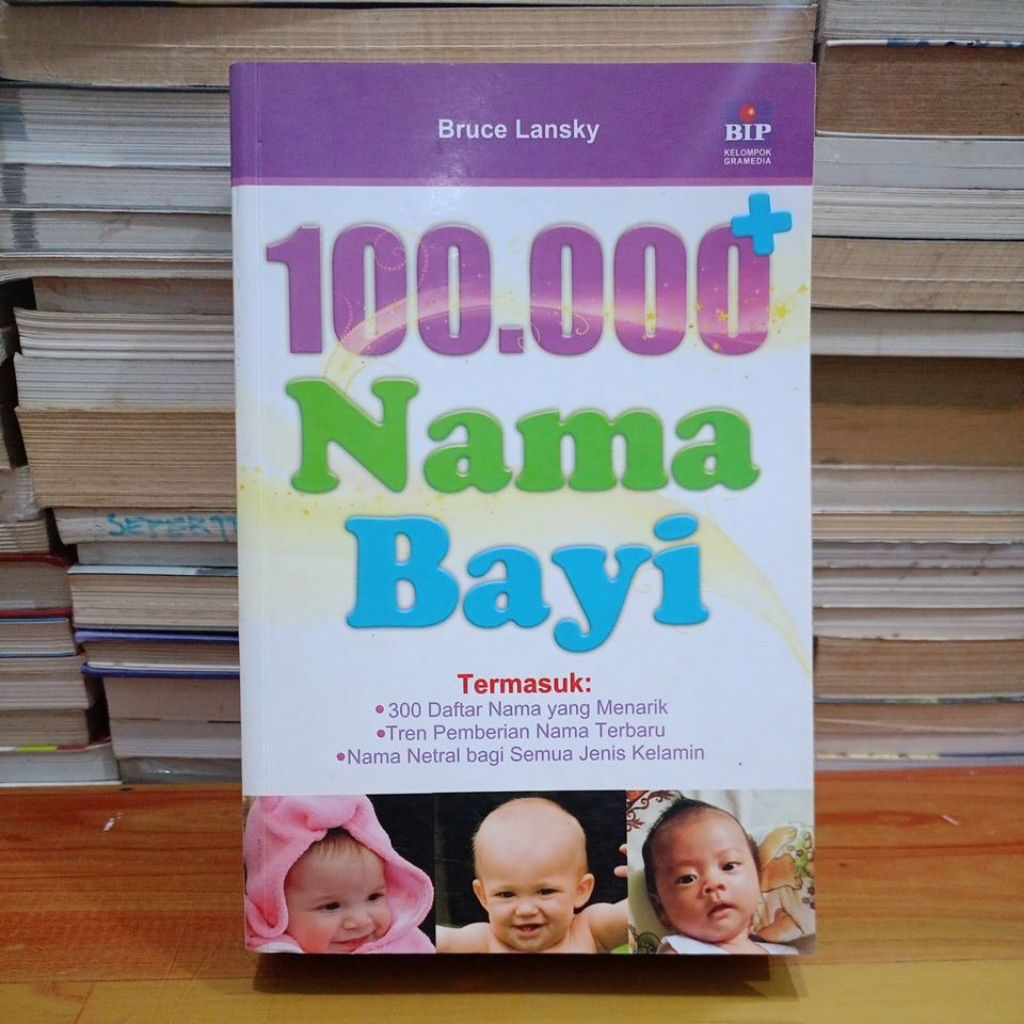 Bruce Lansky
BIP
KELOMPOK
GRAMEDIA
100.000+
Nama
Bayi
Termasuk:
•300 Daftar Nama yang Menarik
•Tren Pemberian Nama Terbaru
•Nama Netral bagi Semua Jenis Kelamin